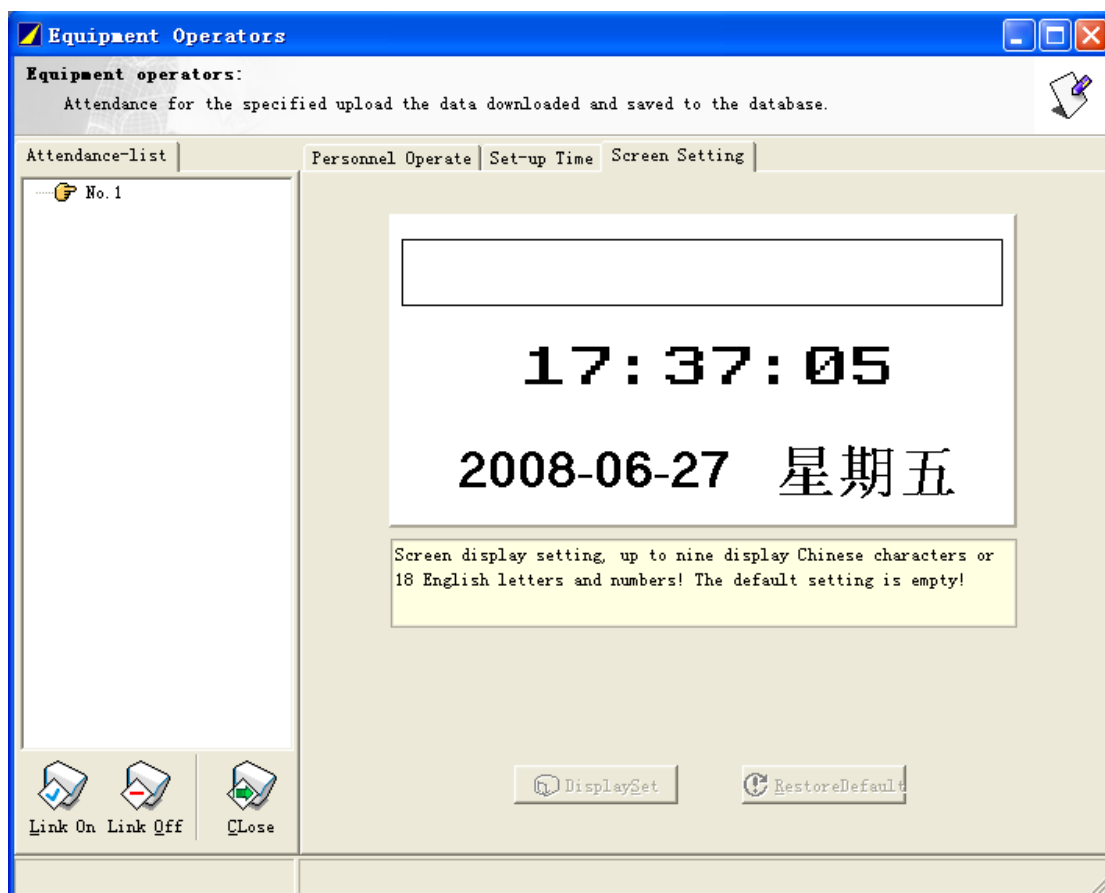 Equipment Operators
Equipment operators:
Attendance for the specified upload the data downloaded and saved to the database.
Attendance-list
Personnel Operate
Set-up Time
Screen Setting
No.1
17:37:05
2008-06-27 星期五
Screen display setting, up to nine display Chinese characters or
18 English letters and numbers! The default setting is empty!
DisplaySet
RestoreDefault
Link On
Link Off
CLose